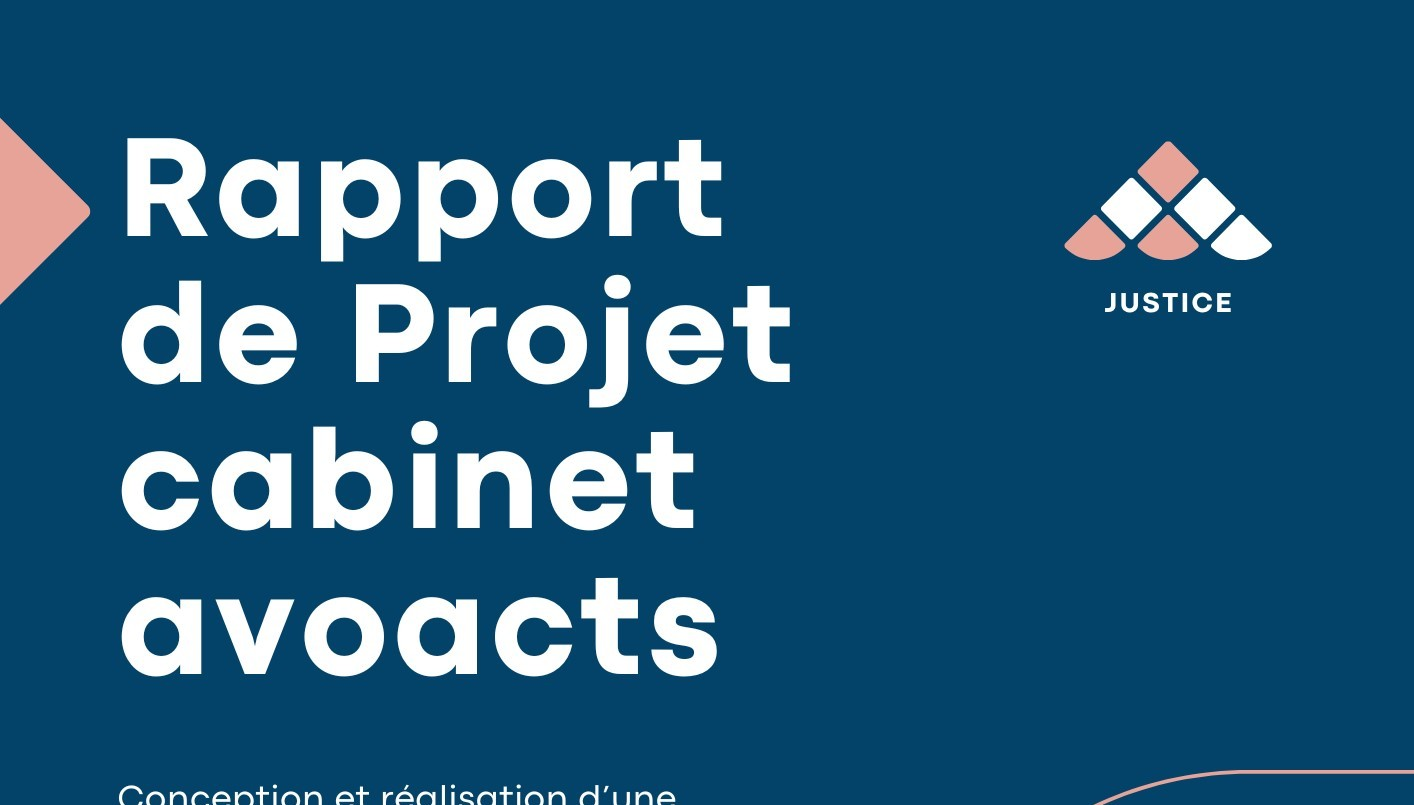 Rapport
de Projet
cabinet
avoacts
JUSTICE
Conception et réalisation d’une